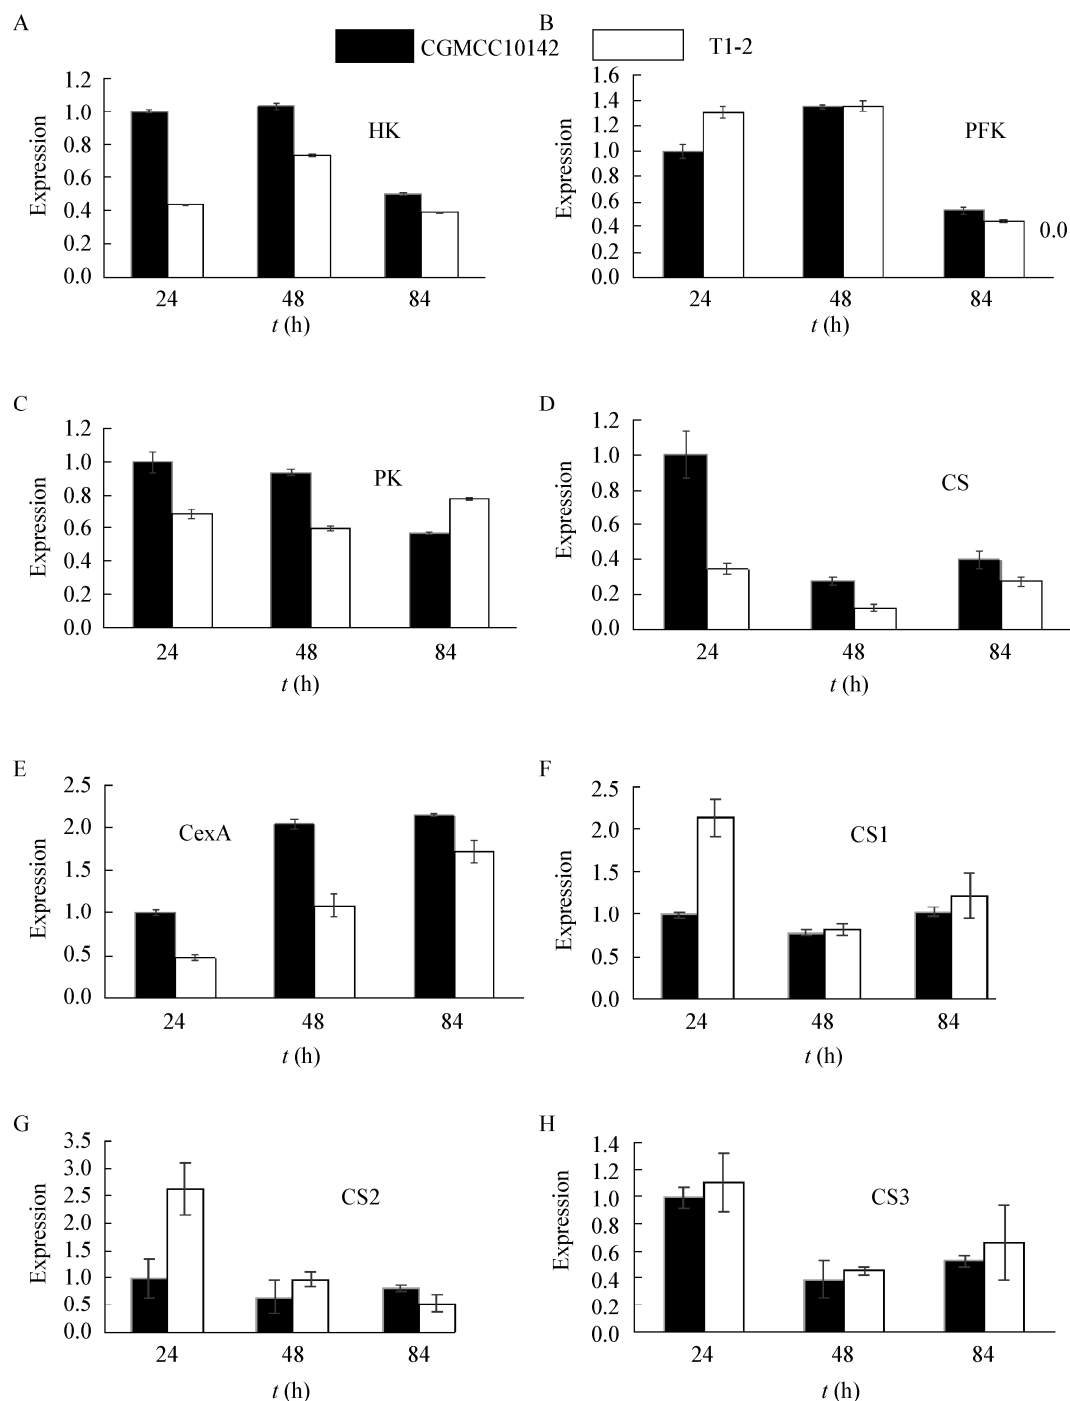 A
B
CGMCC10142
T1-2
1.2
1.0
0.8
0.6
0.4
0.2
0.0
Expression
HK
24
48
84
t (h)
1.6
1.4
1.2
1.0
0.8
0.6
0.4
0.2
0.0
Expression
PFK
0.0
24
48
84
t (h)
C
1.2
1.0
0.8
0.6
0.4
0.2
0.0
Expression
PK
24
48
84
t (h)
D
1.2
1.0
0.8
0.6
0.4
0.2
0.0
Expression
CS
24
48
84
t (h)
E
2.5
2.0
1.5
1.0
0.5
0.0
Expression
CexA
24
48
84
t (h)
F
2.5
2.0
1.5
1.0
0.5
0.0
Expression
CS1
24
48
84
t (h)
G
3.5
3.0
2.5
2.0
1.5
1.0
0.5
0.0
Expression
CS2
24
48
84
t (h)
H
1.4
1.2
1.0
0.8
0.6
0.4
0.2
0.0
Expression
CS3
24
48
84
t (h)